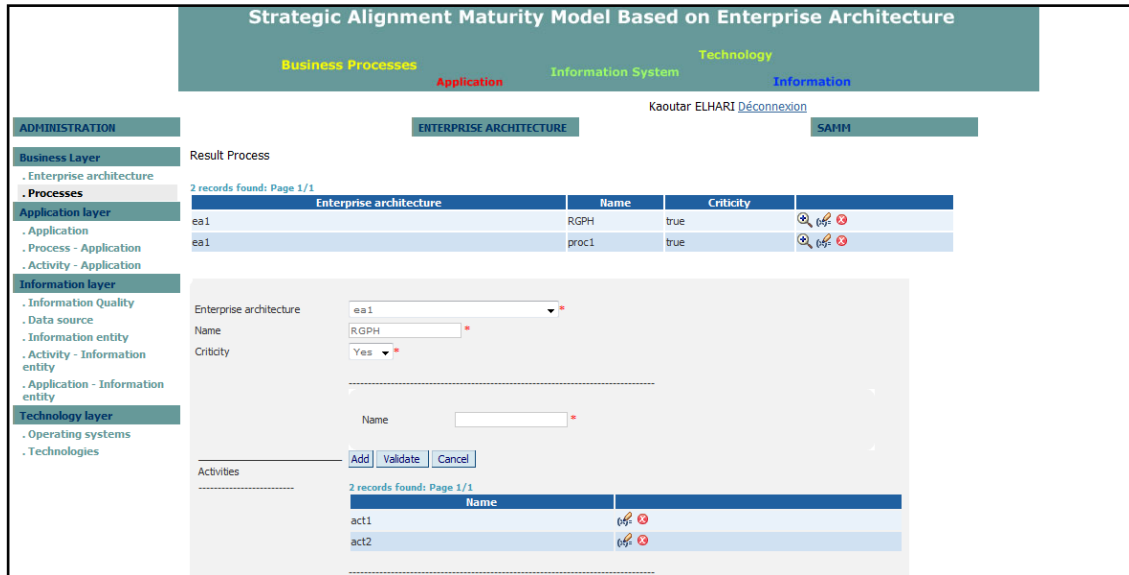 Strategic Alignment Maturity Model Based on Enterprise Architecture
Technology
Business Processes
Information System
Application
Information
Kaoutar ELHARI Déconnexion
ADMINISTRATION
ENTERPRISE ARCHITECTURE
SAMM
Business Layer
. Enterprise architecture
. Processes
Application layer
. Application
. Process - Application
. Activity - Application
Information layer
. Information Quality
. Data source
. Information entity
. Activity - Information
entity
. Application - Information
entity
Technology layer
. Operating systems
. Technologies
Result Process
2 records found: Page 1/1
Enterprise architecture Name Criticity
ea1 RGPH true
ea1 proc1 true
Enterprise architecture ea1 *
Name RGPH *
Criticity Yes *
Name *
Add Validate Cancel
Activities
2 records found: Page 1/1
Name
act1
act2